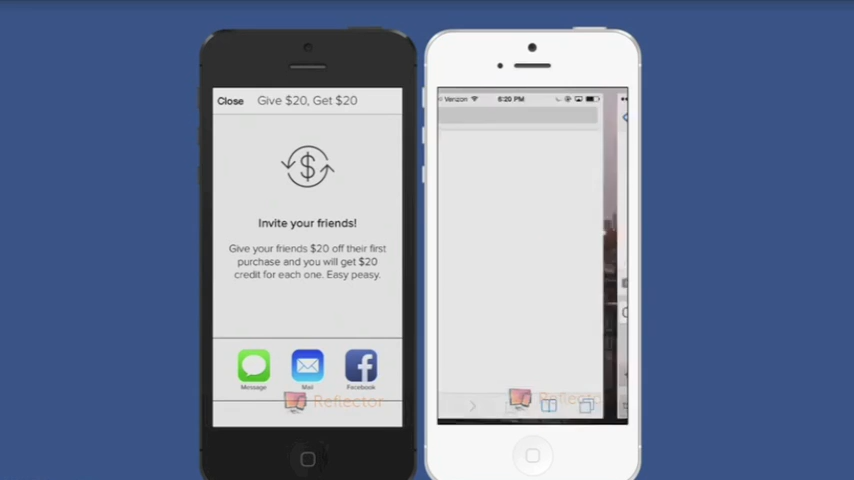 Close Give $20, Get $20
Invite your friends!
Give your friends $20 off their first
purchase and you will get $20
credit for each one. Easy peasy.
Message Mail Facebook
Reflector
Verizon 6:20 PM
Reflector